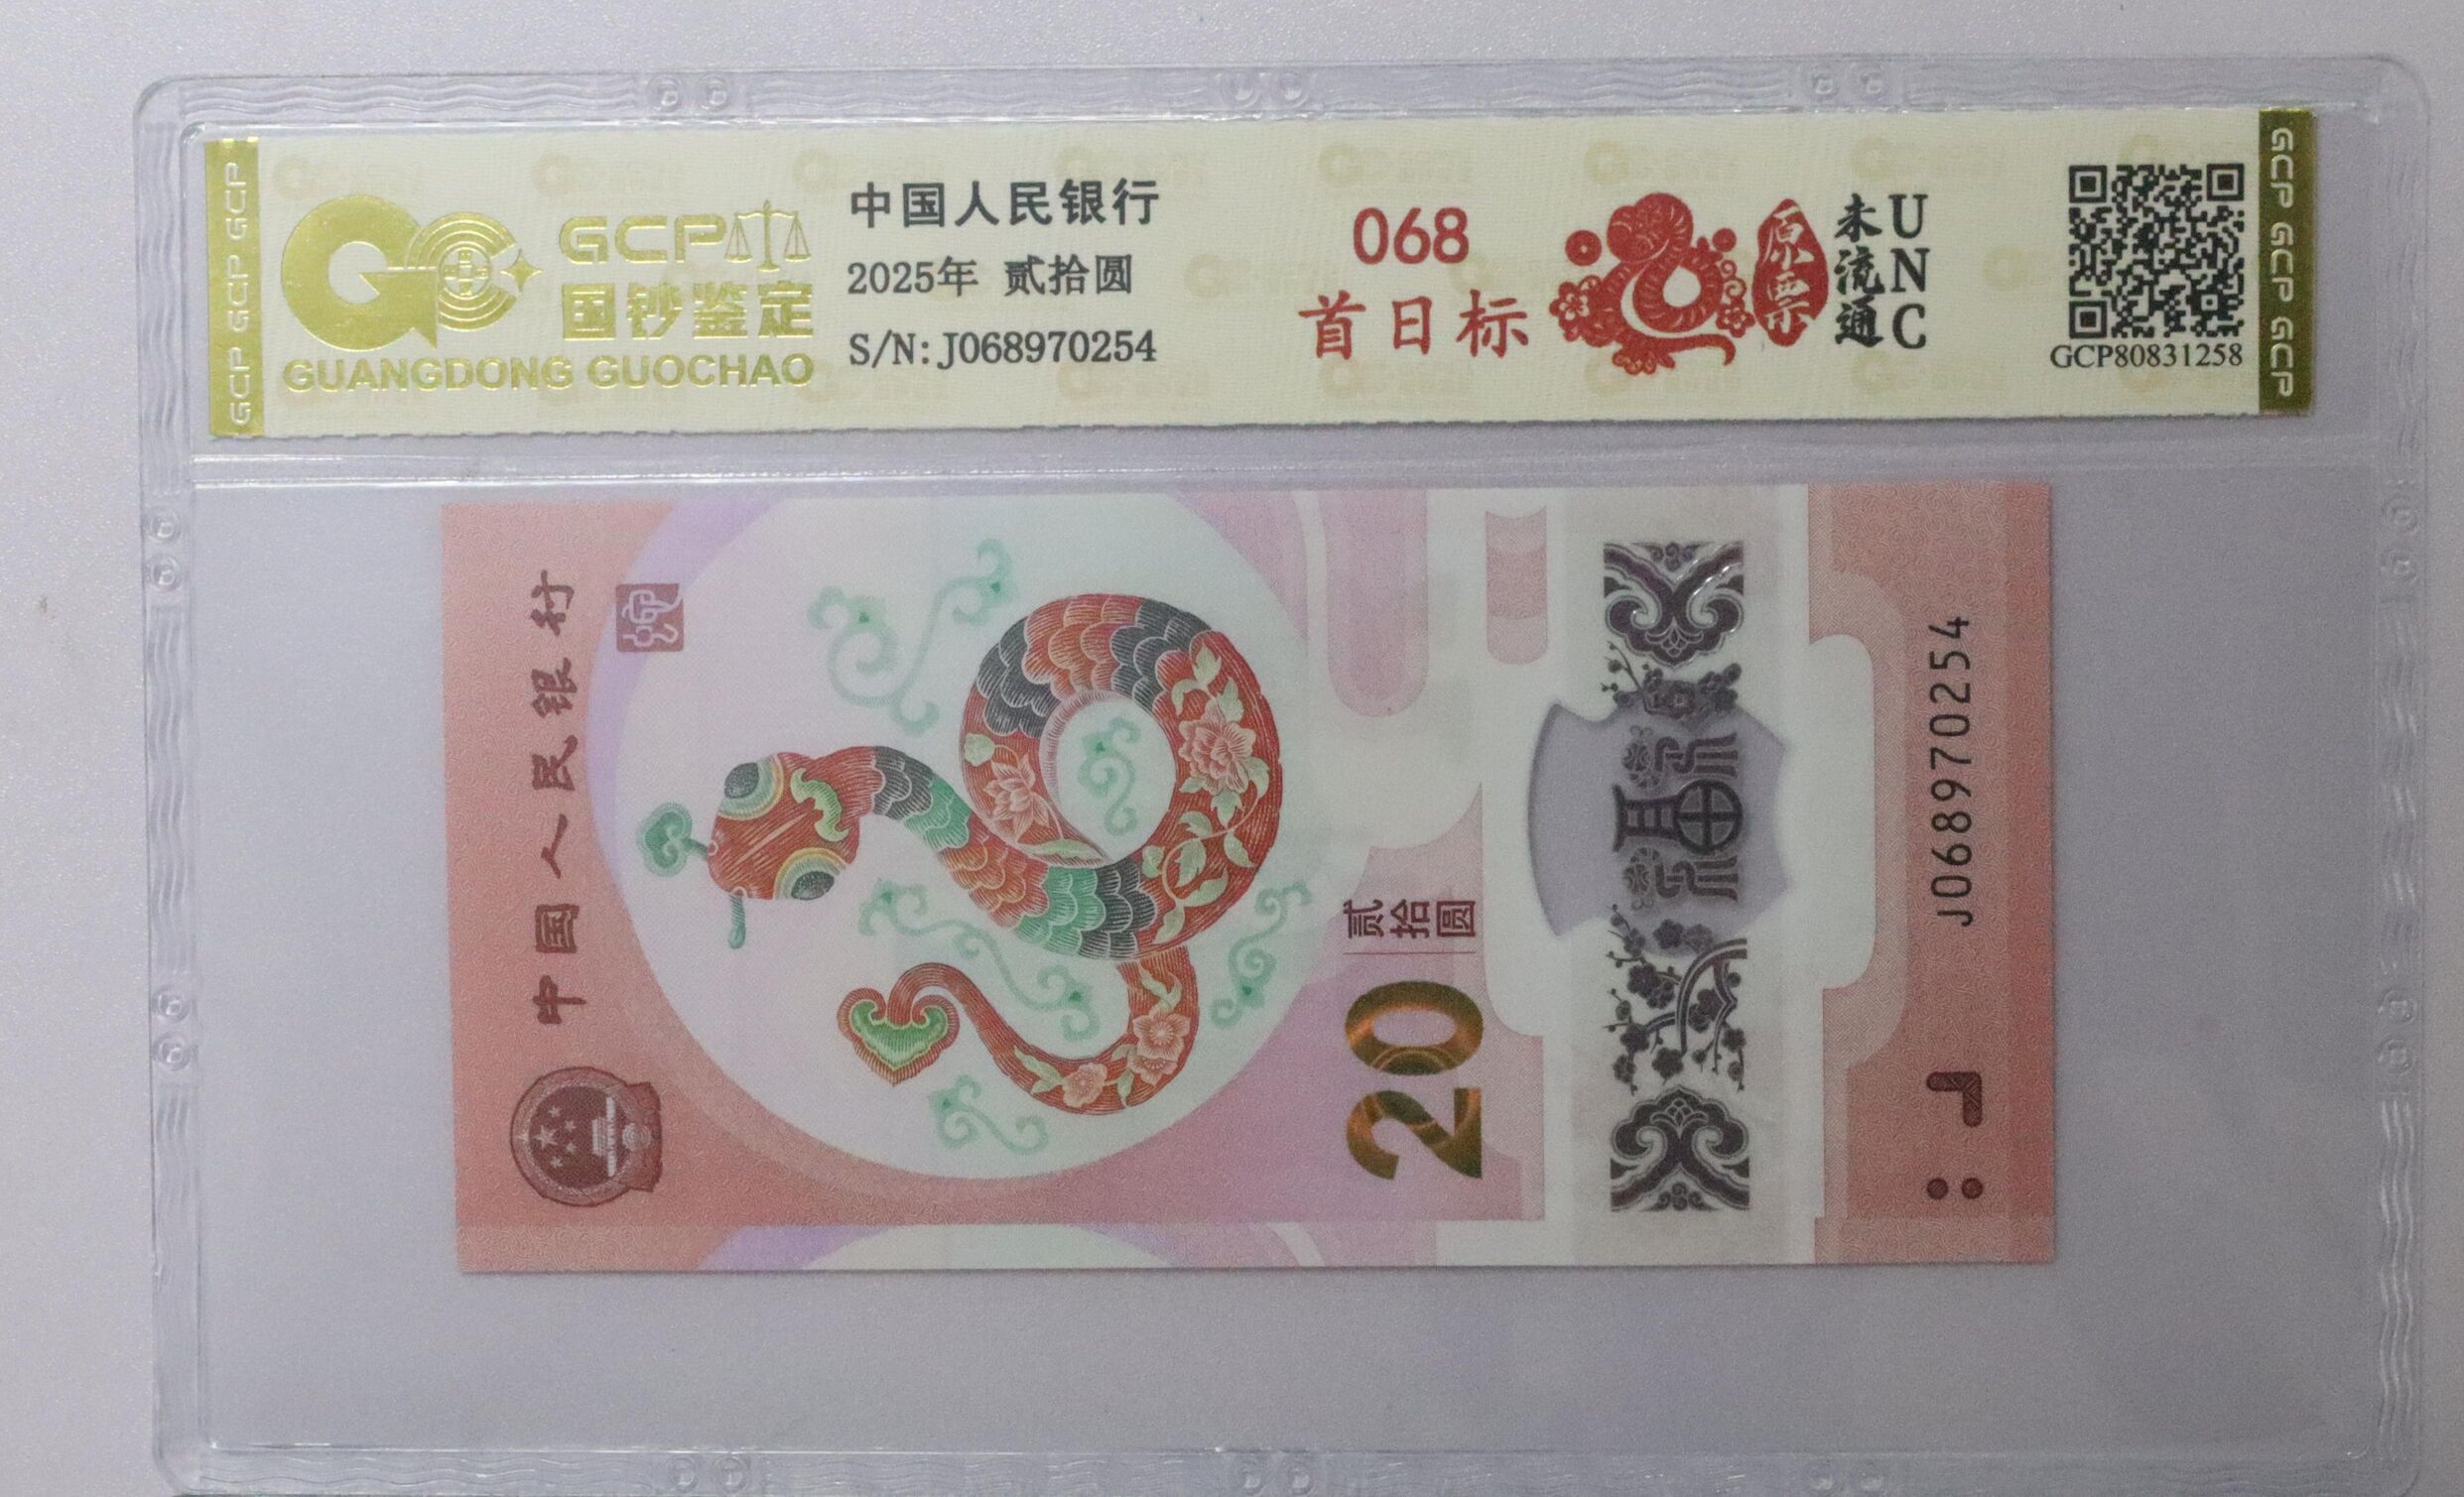 GCP GCP GCP
GCP
国钞鉴定
GUANGDONG GUOCHAO
中国人民银行
2025年 贰拾圆
S/N:J068970254
068
首日标
原票
未流通
UNC
GCP80831258
GCP GCP GCP
中国人民银行
蛇
贰拾圆
20
福
J068970254